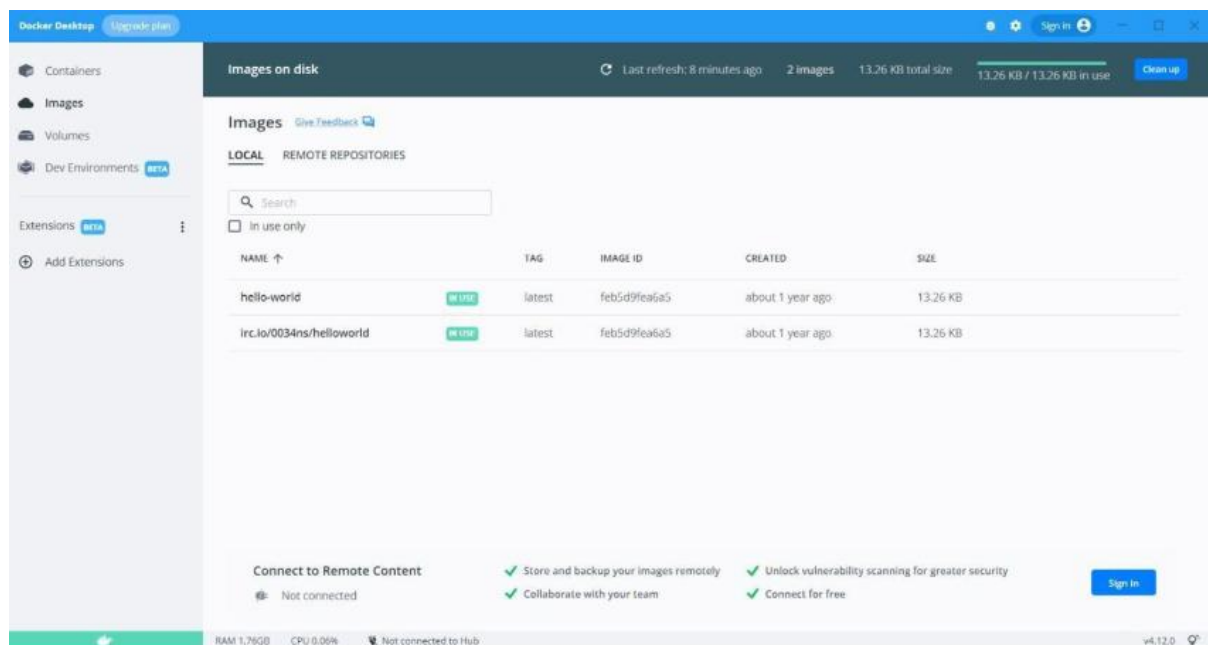 Docker Desktop Upgrade plan Sign in
Containers
Images
Volumes
Dev Environments BETA
Extensions BETA
Add Extensions
Images on disk Last refresh: 8 minutes ago 2 images 13.26 KB total size 13.26 KB / 13.26 KB in use Clean up
Images Give Feedback
LOCAL REMOTE REPOSITORIES
Search
In use only
NAME TAG IMAGE ID CREATED SIZE
hello-world IN USE latest feb5d9fea6a5 about 1 year ago 13.26 KB
irc.io/0034ns/helloworld IN USE latest feb5d9fea6a5 about 1 year ago 13.26 KB
Connect to Remote Content
Not connected
Store and backup your images remotely
Collaborate with your team
Unlock vulnerability scanning for greater security
Connect for free
Sign in
RAM 1.76GB CPU 0.06% Not connected to Hub v4.12.0